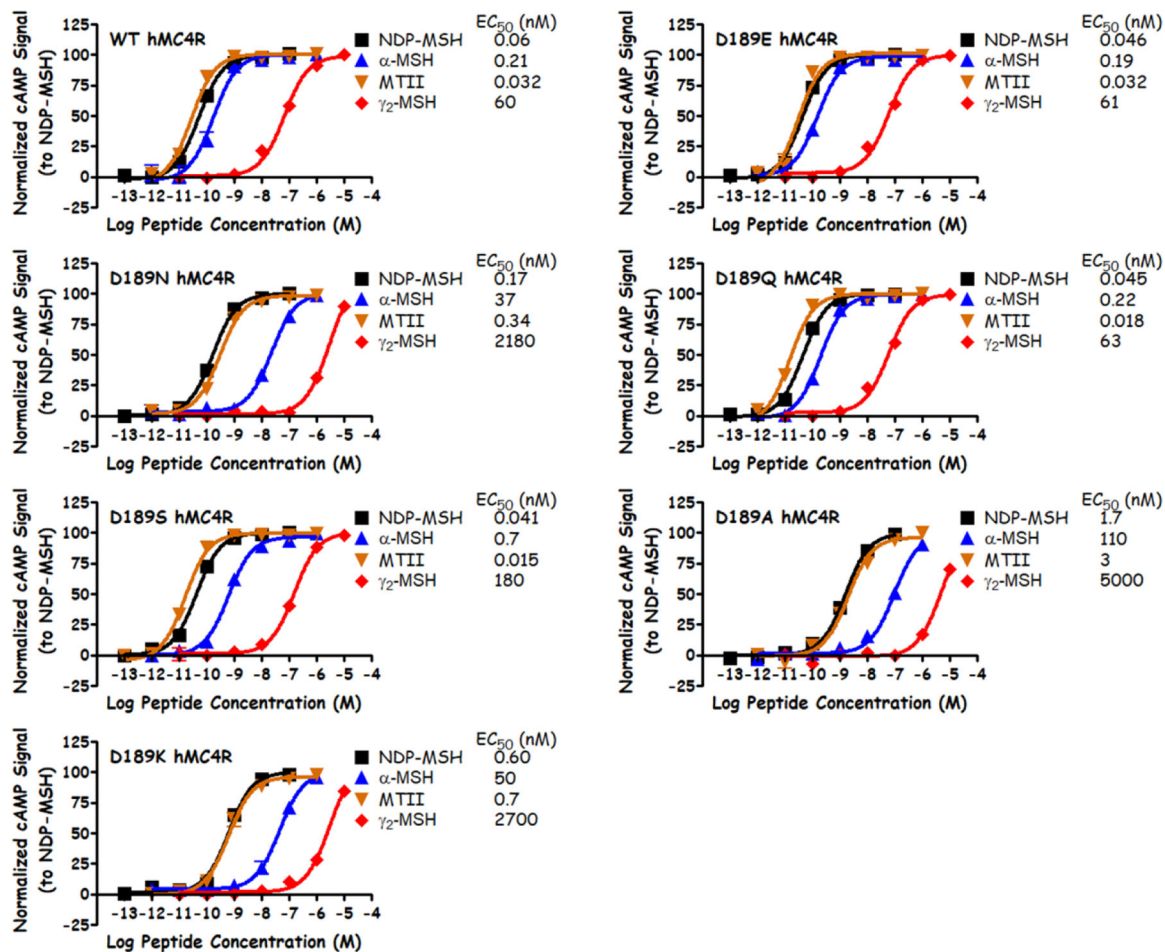 WT hMC4R
EC50 (nM)
NDP-MSH 0.06
α-MSH 0.21
MTII 0.032
γ2-MSH 60
Normalized cAMP Signal
(to NDP-MSH)
125
100
75
50
25
0
-25
-13 -12 -11 -10 -9 -8 -7 -6 -5 -4
Log Peptide Concentration (M)
D189E hMC4R
EC50 (nM)
NDP-MSH 0.046
α-MSH 0.19
MTII 0.032
γ2-MSH 61
Normalized cAMP Signal
(to NDP-MSH)
125
100
75
50
25
0
-25
-13 -12 -11 -10 -9 -8 -7 -6 -5 -4
Log Peptide Concentration (M)
D189N hMC4R
EC50 (nM)
NDP-MSH 0.17
α-MSH 37
MTII 0.34
γ2-MSH 2180
Normalized cAMP Signal
(to NDP-MSH)
125
100
75
50
25
0
-25
-13 -12 -11 -10 -9 -8 -7 -6 -5 -4
Log Peptide Concentration (M)
D189Q hMC4R
EC50 (nM)
NDP-MSH 0.045
α-MSH 0.22
MTII 0.018
γ2-MSH 63
Normalized cAMP Signal
(to NDP-MSH)
125
100
75
50
25
0
-25
-13 -12 -11 -10 -9 -8 -7 -6 -5 -4
Log Peptide Concentration (M)
D189S hMC4R
EC50 (nM)
NDP-MSH 0.041
α-MSH 0.7
MTII 0.015
γ2-MSH 180
Normalized cAMP Signal
(to NDP-MSH)
125
100
75
50
25
0
-25
-13 -12 -11 -10 -9 -8 -7 -6 -5 -4
Log Peptide Concentration (M)
D189A hMC4R
EC50 (nM)
NDP-MSH 1.7
α-MSH 110
MTII 3
γ2-MSH 5000
Normalized cAMP Signal
(to NDP-MSH)
125
100
75
50
25
0
-25
-13 -12 -11 -10 -9 -8 -7 -6 -5 -4
Log Peptide Concentration (M)
D189K hMC4R
EC50 (nM)
NDP-MSH 0.60
α-MSH 50
MTII 0.7
γ2-MSH 2700
Normalized cAMP Signal
(to NDP-MSH)
125
100
75
50
25
0
-25
-13 -12 -11 -10 -9 -8 -7 -6 -5 -4
Log Peptide Concentration (M)